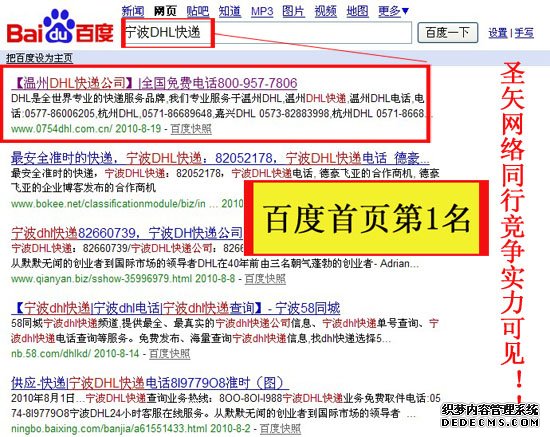 新闻 网页 贴吧 知道 MP3 图片 视频 地图 更多▼
Bai du 百度 宁波DHL快递 百度一下 设置 | 手写
把百度设为主页
【温州DHL快递公司】|全国免费电话800-957-7806
DHL是全世界专业的快递服务品牌,我们专业服务于温州DHL,温州DHL快递,温州DHL电话,电
话:0577-86006205,杭州DHL,0571-86689648,嘉兴DHL 0573-82883998,杭州DHL 0571-8668...
www.0754dhl.com.cn/ 2010-8-19 - 百度快照
最安全准时的快递，宁波DHL快递：82052178，宁波DHL快递电话 德豪...
最安全准时的快递，宁波DHL快递：82052178，宁波DHL快递电话, 德豪飞亚的合作商机, 德豪
飞亚的企业博客发布的合作商机
www.bokee.net/classificationmodule/biz/in ... 2010-
宁波dhl快递82660739，宁波DH快递公司
宁波DHL快递：82660739/宁波DHL快递公司：82
从默默无闻的创业者到国际市场的领导者DHL在40年前由三名朝气蓬勃的创业者- Adrian...
www.qianyan.biz/sshow-35996979.html 2010-8-8 - 百度快照
【宁波dhl快递|宁波dhl电话|宁波dhl快递查询】- 宁波58同城
58同城宁波dhl快递频道,提供最全、最真实的宁波dhl快递公司信息、宁波dhl快递单号查询、宁
波dhl快递电话查询等服务。免费发布、海量查询宁波dhl快递信息,找dhl快递选择5...
nb.58.com/dhlkd/ 2010-8-14 - 百度快照
供应-快递|宁波DHL快递电话8I9779O8准时（图）
2010年8月1日...宁波DHL快递查询业务热线：8OO-8OI-I988宁波DHL快递业务免费取件电话:05
74-8I9779O8宁波DHL24小时客服在线服务。从默默无闻的创业者到国际市场的领导者...
ningbo.baixing.com/banjia/a61551433.html 2010-8-2 - 百度快照
百度首页第1名
圣矢网络同行竞争实力可见！！
织梦内容管理系统
DEDECMS.COM